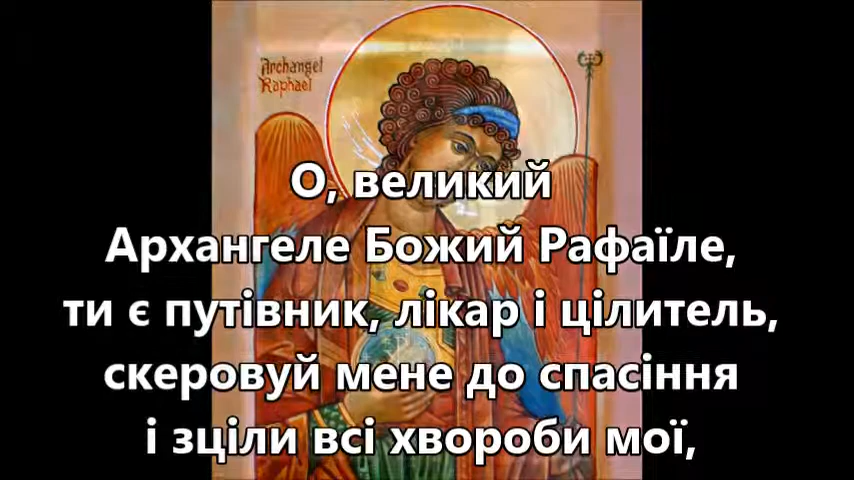 Archangel
Raphael
О, великий
Архангеле Божий Рафаїле,
ти є путівник, лікар і цілитель,
скеровуй мене до спасіння
і зціли всі хвороби мої,